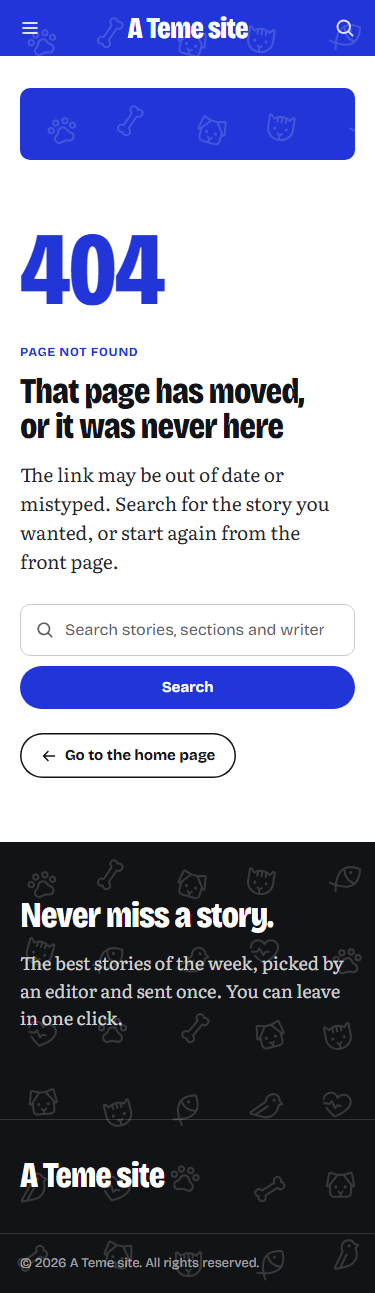 A Teme site
404
PAGE NOT FOUND
That page has moved,
or it was never here
The link may be out of date or
mistyped. Search for the story you
wanted, or start again from the
front page.
Search stories, sections and writer
Search
Go to the home page
Never miss a story.
The best stories of the week, picked by
an editor and sent once. You can leave
in one click.
A Teme site
© 2026 A Teme site. All rights reserved.